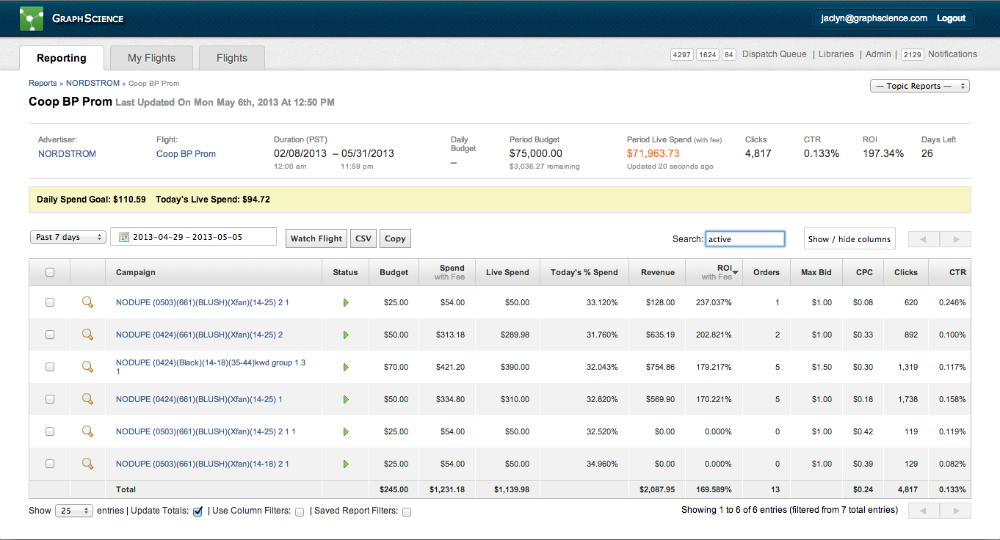 GRAPHSCIENCE
jaclyn@graphscience.com Logout
Reporting My Flights Flights
4297 1624 84 Dispatch Queue | Libraries | Admin | 2129 Notifications
Reports » NORDSTROM » Coop BP Prom
— Topic Reports —
Coop BP Prom Last Updated On Mon May 6th, 2013 At 12:50 PM
Advertiser: Flight: Duration (PST) Daily Budget Period Budget Period Live Spend (with fee) Clicks CTR ROI Days Left
NORDSTROM Coop BP Prom 02/08/2013 – 05/31/2013 – $75,000.00 $71,963.73 4,817 0.133% 197.34% 26
12:00 am 11:59 pm $3,036.27 remaining Updated 20 seconds ago
Daily Spend Goal: $110.59 Today's Live Spend: $94.72
Past 7 days 2013-04-29 - 2013-05-05 Watch Flight CSV Copy Search: active Show / hide columns
Campaign Status Budget Spend with Fee Live Spend Today's % Spend Revenue ROI with Fee Orders Max Bid CPC Clicks CTR
NODUPE (0503)(661)(BLUSH)(Xfan)(14-25) 2 1 $25.00 $54.00 $50.00 33.120% $128.00 237.037% 1 $1.00 $0.08 620 0.246%
NODUPE (0424)(661)(BLUSH)(Xfan)(14-25) 2 $50.00 $313.18 $289.98 31.760% $635.19 202.821% 2 $1.00 $0.33 892 0.100%
NODUPE (0424)(Black)(14-18)(35-44)kwd group 1 3
1 $70.00 $421.20 $390.00 32.043% $754.86 179.217% 5 $1.50 $0.30 1,319 0.117%
NODUPE (0424)(661)(BLUSH)(Xfan)(14-25) 1 $50.00 $334.80 $310.00 32.820% $569.90 170.221% 5 $1.00 $0.18 1,738 0.158%
NODUPE (0503)(661)(BLUSH)(Xfan)(14-25) 2 1 1 $25.00 $54.00 $50.00 32.520% $0.00 0.000% 0 $1.00 $0.42 119 0.119%
NODUPE (0503)(661)(BLUSH)(Xfan)(14-18) 2 1 $25.00 $54.00 $50.00 34.960% $0.00 0.000% 0 $1.00 $0.39 129 0.082%
Total $245.00 $1,231.18 $1,139.98 $2,087.95 169.589% 13 $0.24 4,817 0.133%
Show 25 entries | Update Totals: | Use Column Filters: | Saved Report Filters: Showing 1 to 6 of 6 entries (filtered from 7 total entries)